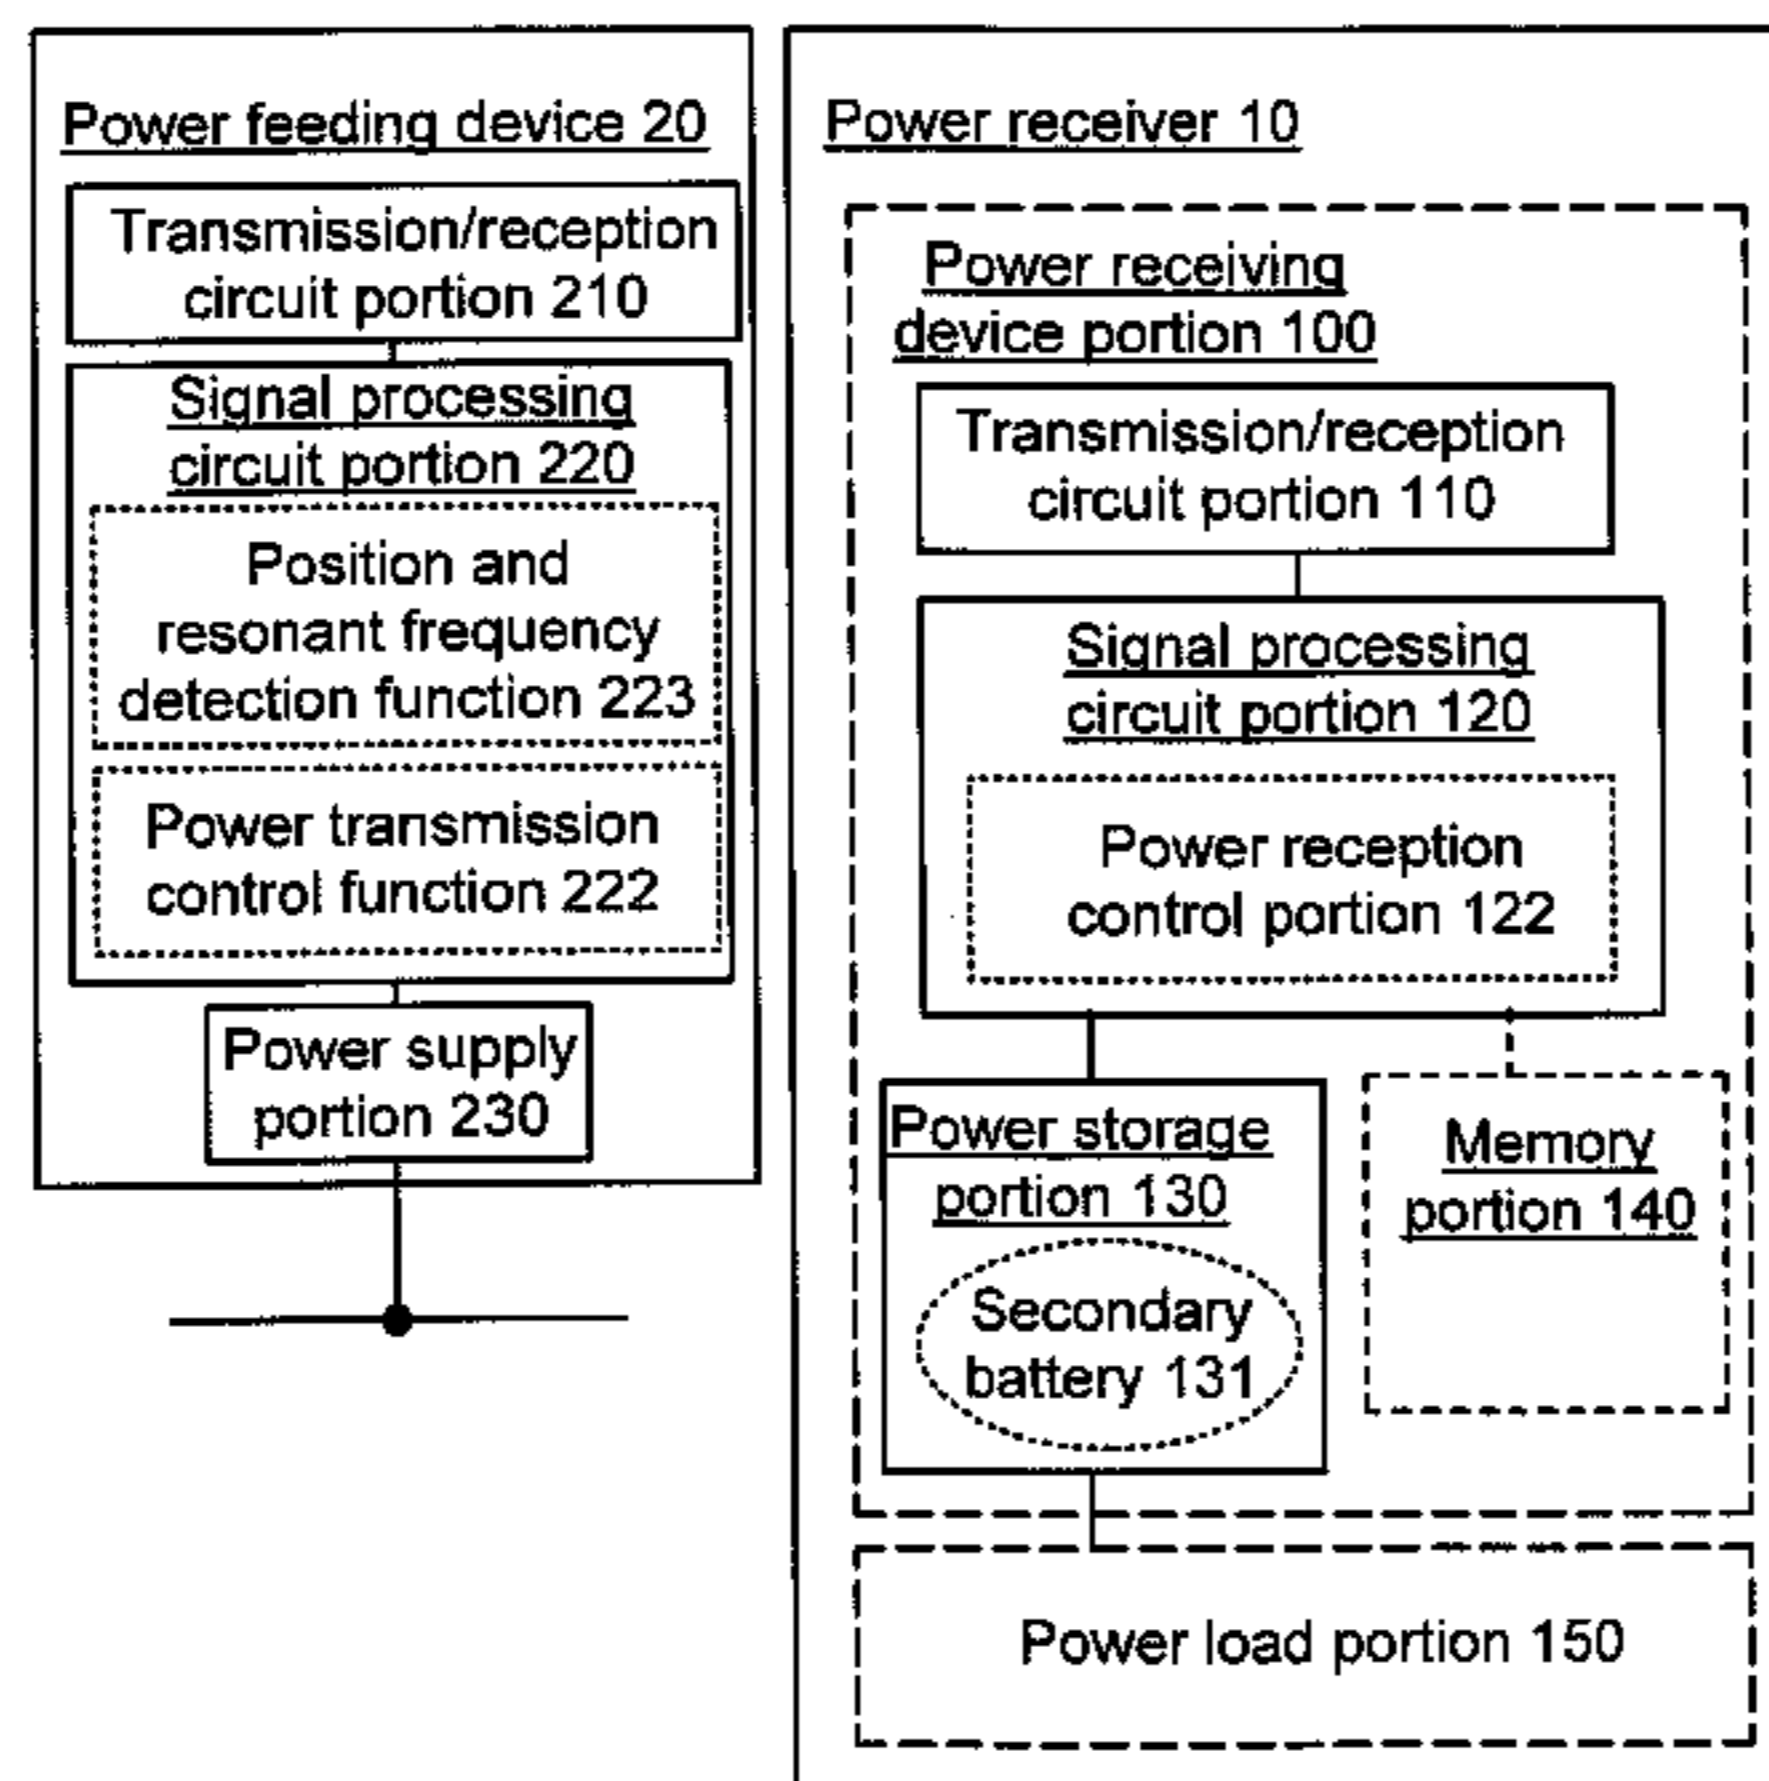 Power feeding device 20
Transmission/reception
circuit portion 210
Signal processing
circuit portion 220
Position and
resonant frequency
detection function 223
Power transmission
control function 222
Power supply
portion 230
Power receiver 10
Power receiving
device portion 100
Transmission/reception
circuit portion 110
Signal processing
circuit portion 120
Power reception
control portion 122
Power storage
portion 130
Secondary
battery 131
Memory
portion 140
Power load portion 150